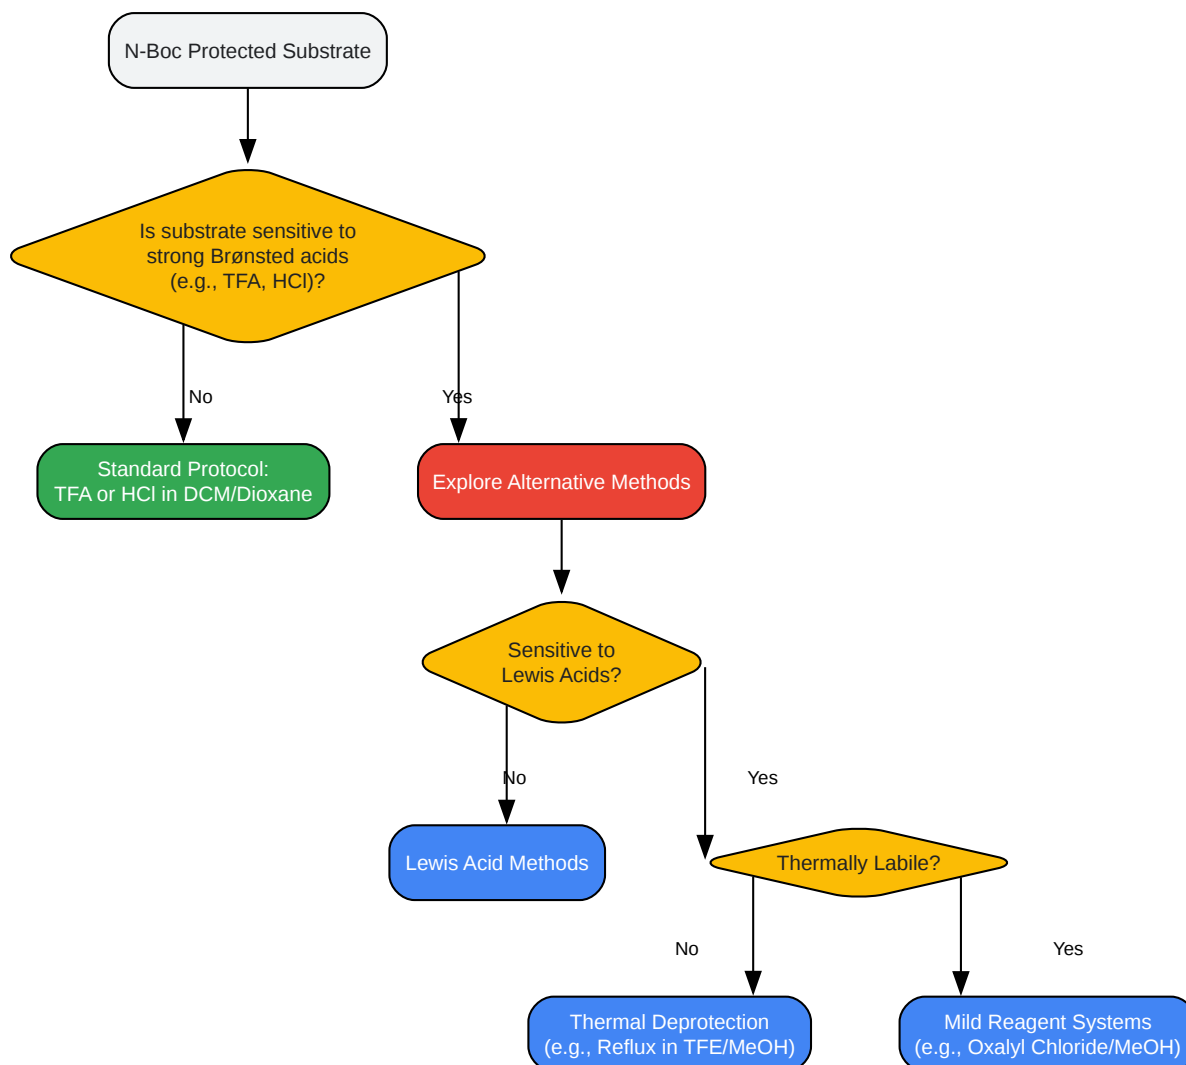 N-Boc Protected Substrate
Is substrate sensitive to
strong Brønsted acids
(e.g., TFA, HCl)?
No
Yes
Standard Protocol:
TFA or HCl in DCM/Dioxane
Explore Alternative Methods
Sensitive to
Lewis Acids?
No
Yes
Lewis Acid Methods
Thermally Labile?
No
Yes
Thermal Deprotection
(e.g., Reflux in TFE/MeOH)
Mild Reagent Systems
(e.g., Oxalyl Chloride/MeOH)